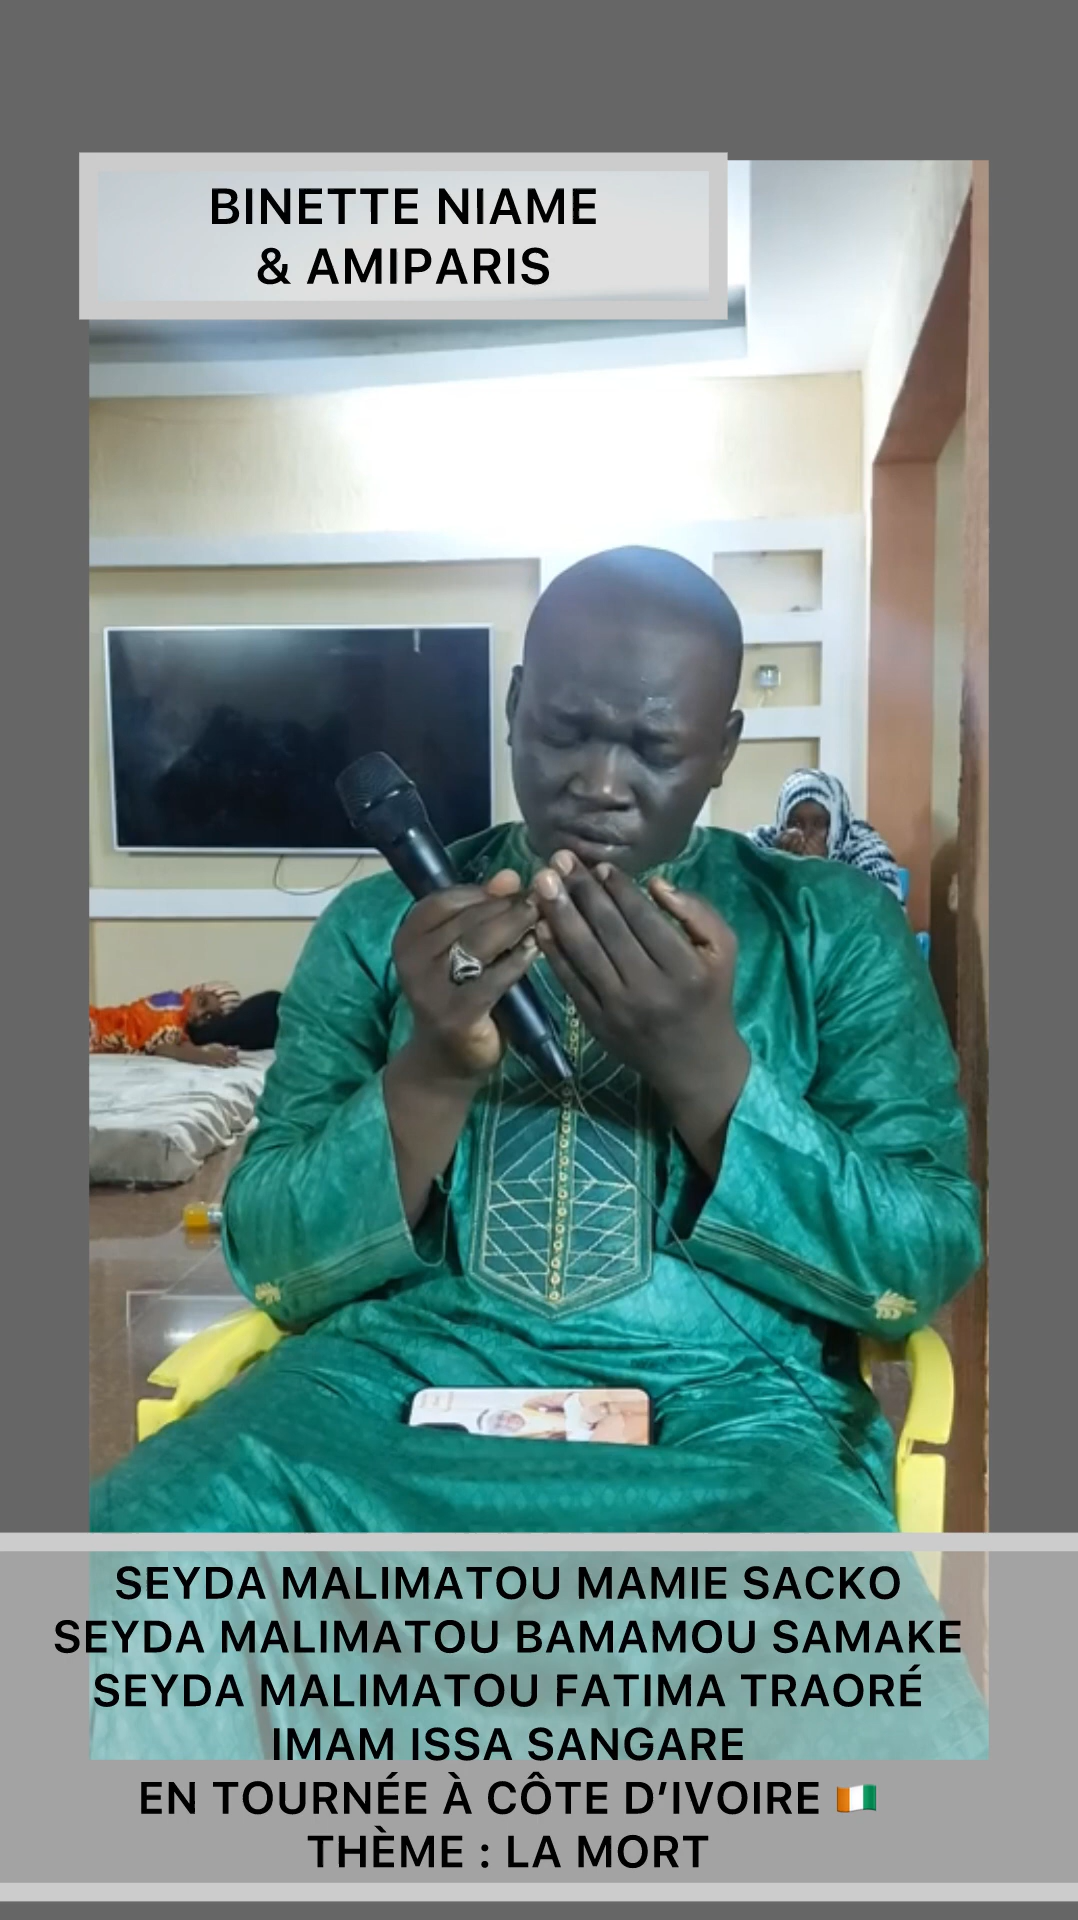 BINETTE NIAME
& AMIPARIS
SEYDA MALIMATOU MAMIE SACKO
SEYDA MALIMATOU BAMAMOU SAMAKE
SEYDA MALIMATOU FATIMA TRAORÉ
IMAM ISSA SANGARE
EN TOURNÉE À CÔTE D’IVOIRE 🇨🇮
THÈME : LA MORT